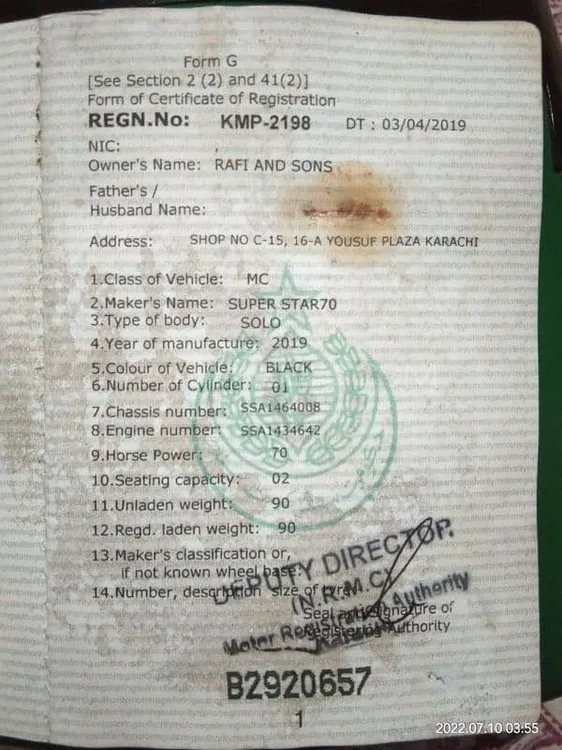 Form G
[See Section 2 (2) and 41(2)]
Form of Certificate of Registration
REGN.No: KMP-2198 DT : 03/04/2019
NIC: ,
Owner's Name: RAFI AND SONS
Father's /
Husband Name:
Address: SHOP NO C-15, 16-A YOUSUF PLAZA KARACHI
1.Class of Vehicle: MC
2.Maker's Name: SUPER STAR70
3.Type of body: SOLO
4.Year of manufacture: 2019
5.Colour of Vehicle: BLACK
6.Number of Cylinder: 01
7.Chassis number: SSA1464008
8.Engine number: SSA1434642
9.Horse Power: 70
10.Seating capacity: 02
11.Unladen weight: 90
12.Regd. laden weight: 90
13.Maker's classification or,
if not known wheel base:
14.Number, description size of tyre
DEPUTY DIRECTOR
(N.R.M.C)
Seal and Signature of
Registering Authority
Motor Registration Authority
B2920657
1
2022.07.10 03:55